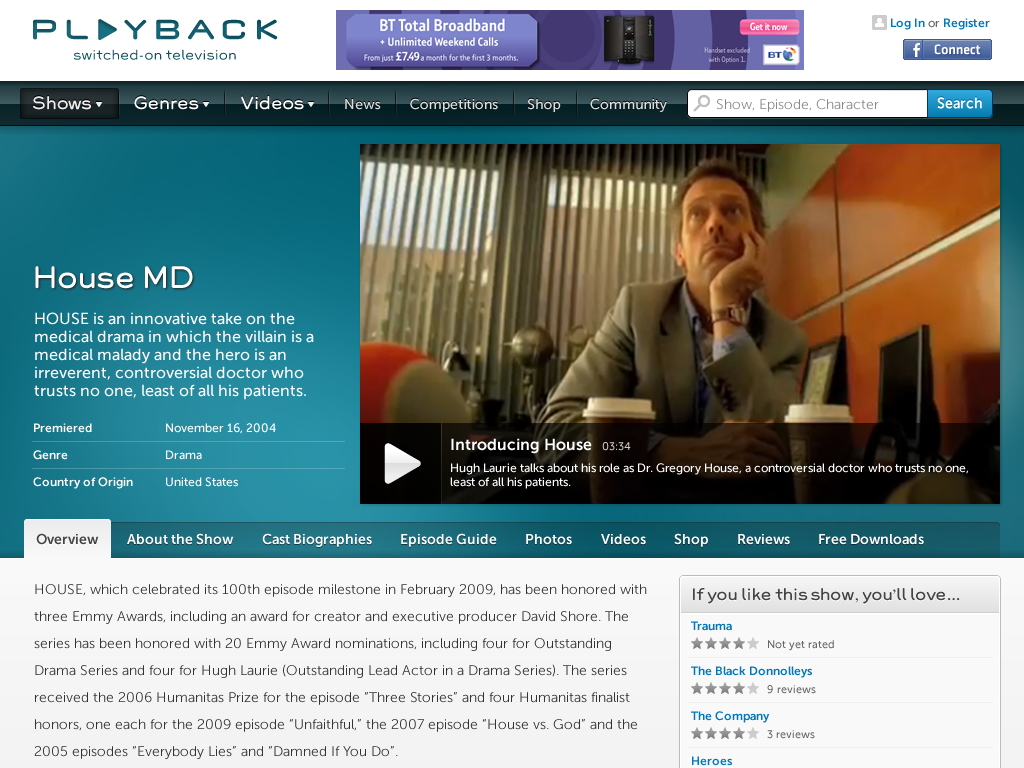 PLAYBACK
switched-on television
BT Total Broadband
+ Unlimited Weekend Calls
From just £7.49 a month for the first 3 months.
Get it now
Handset excluded
with Option 1.
BT
Log In or Register
f Connect
Shows
Genres
Videos
News
Competitions
Shop
Community
Show, Episode, Character
Search
House MD
HOUSE is an innovative take on the
medical drama in which the villain is a
medical malady and the hero is an
irreverent, controversial doctor who
trusts no one, least of all his patients.
Premiered November 16, 2004
Genre Drama
Country of Origin United States
Introducing House 03:34
Hugh Laurie talks about his role as Dr. Gregory House, a controversial doctor who trusts no one,
least of all his patients.
Overview
About the Show
Cast Biographies
Episode Guide
Photos
Videos
Shop
Reviews
Free Downloads
HOUSE, which celebrated its 100th episode milestone in February 2009, has been honored with
three Emmy Awards, including an award for creator and executive producer David Shore. The
series has been honored with 20 Emmy Award nominations, including four for Outstanding
Drama Series and four for Hugh Laurie (Outstanding Lead Actor in a Drama Series). The series
received the 2006 Humanitas Prize for the episode “Three Stories” and four Humanitas finalist
honors, one each for the 2009 episode “Unfaithful,” the 2007 episode “House vs. God” and the
2005 episodes “Everybody Lies” and “Damned If You Do”.
If you like this show, you’ll love...
Trauma
Not yet rated
The Black Donnolleys
9 reviews
The Company
3 reviews
Heroes